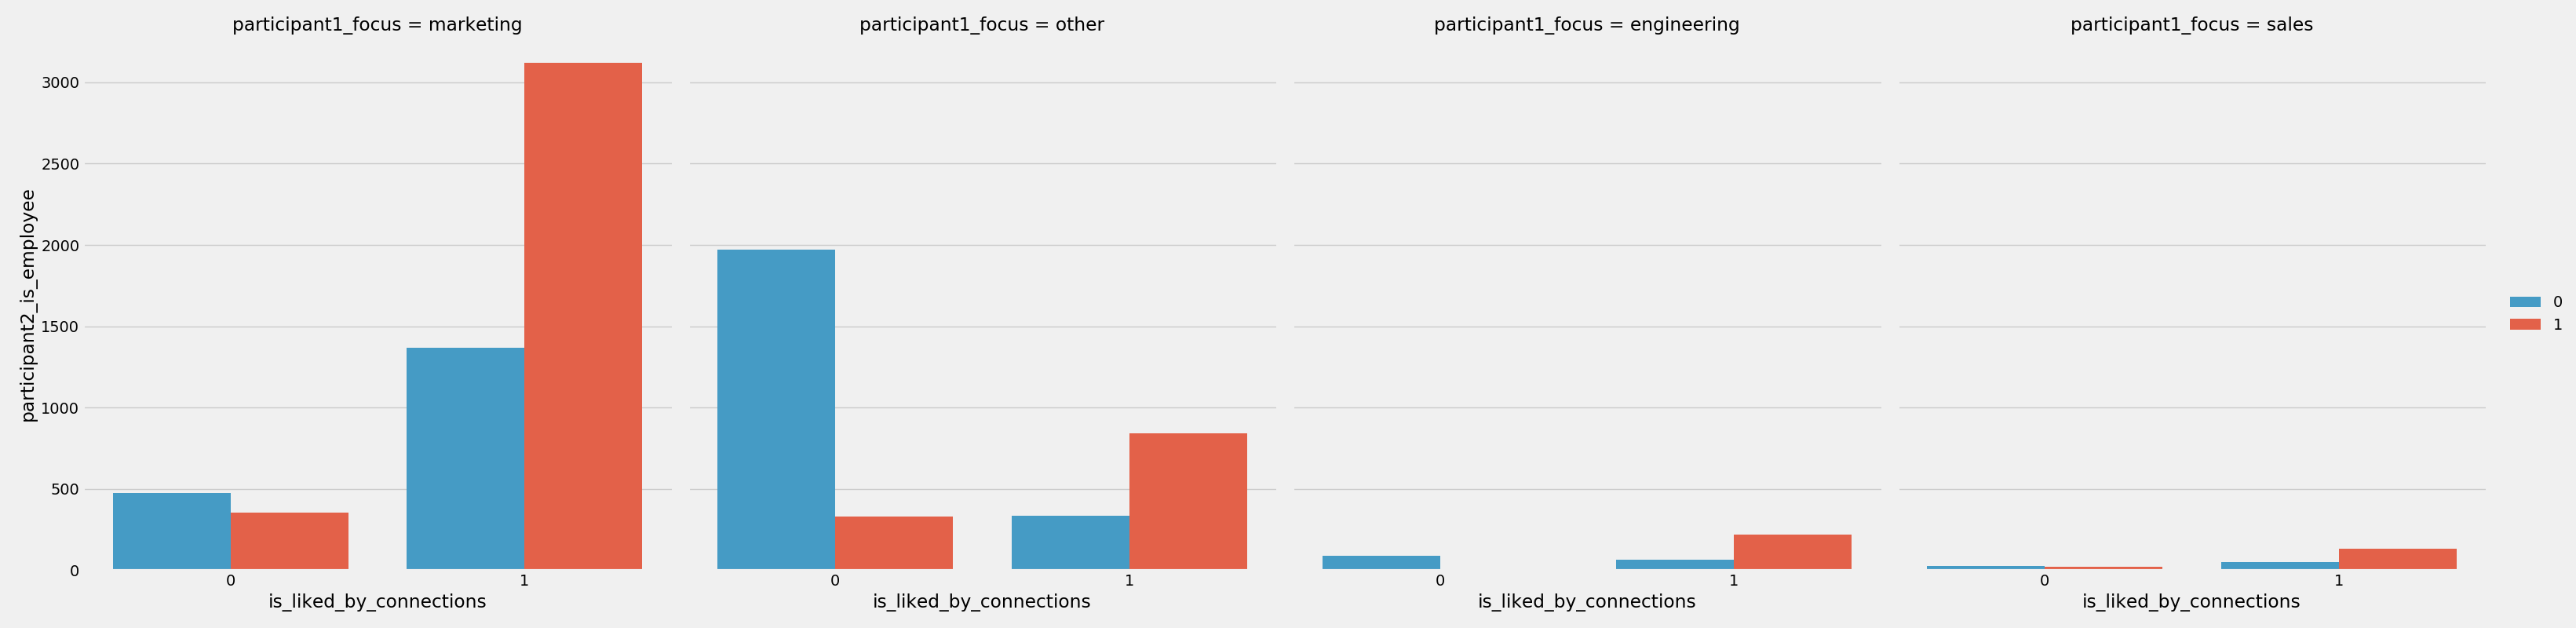 participant1_focus = marketing
participant1_focus = other
participant1_focus = engineering
participant1_focus = sales
participant2_is_employee
3000
2500
2000
1500
1000
500
0
0 1
0 1
0 1
0 1
is_liked_by_connections
is_liked_by_connections
is_liked_by_connections
is_liked_by_connections
0
1